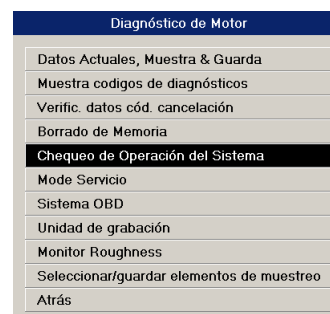 Diagnóstico de Motor
Datos Actuales, Muestra & Guarda
Muestra codigos de diagnósticos
Verific. datos cód. cancelación
Borrado de Memoria
Chequeo de Operación del Sistema
Mode Servicio
Sistema OBD
Unidad de grabación
Monitor Roughness
Seleccionar/guardar elementos de muestreo
Atrás